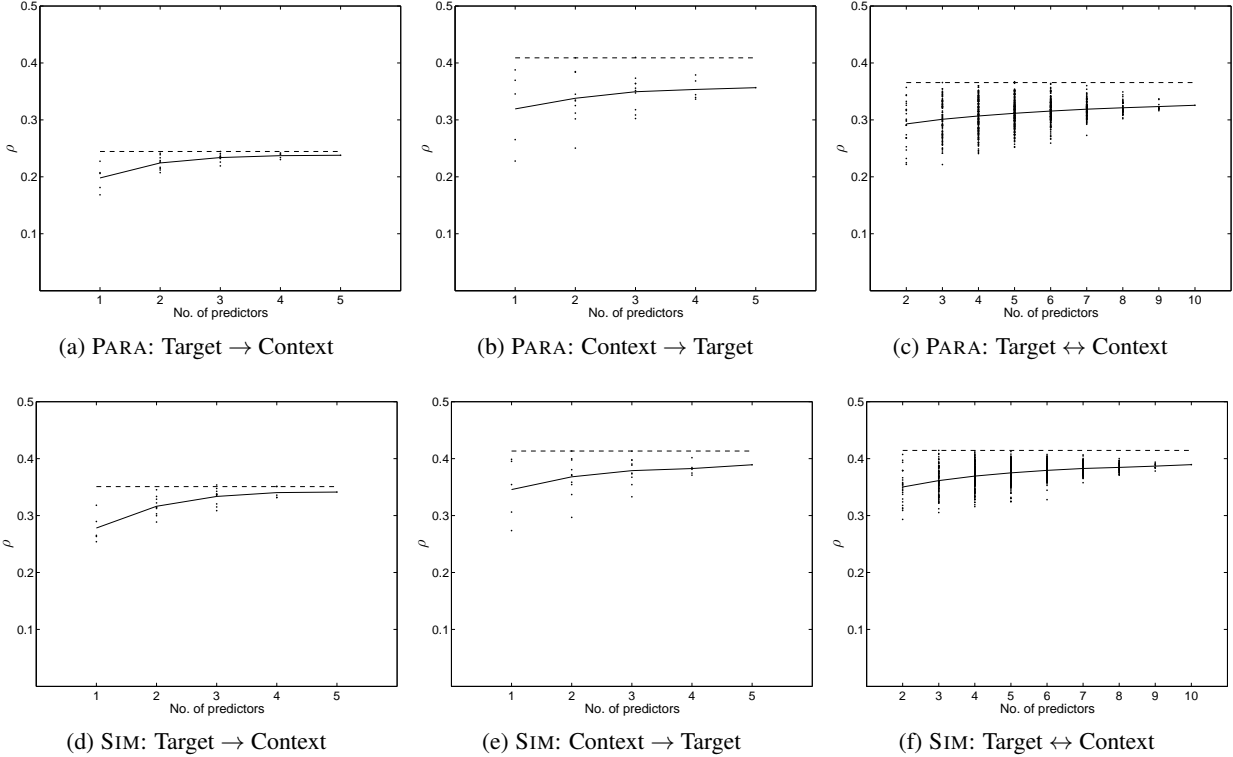 0.5
0.4
0.3
0.2
0.1
ρ
1 2 3 4 5
No. of predictors
(a) PARA: Target → Context
0.5
0.4
0.3
0.2
0.1
ρ
1 2 3 4 5
No. of predictors
(b) PARA: Context → Target
0.5
0.4
0.3
0.2
0.1
ρ
2 3 4 5 6 7 8 9 10
No. of predictors
(c) PARA: Target ↔ Context
0.5
0.4
0.3
0.2
0.1
ρ
1 2 3 4 5
No. of predictors
(d) SIM: Target → Context
0.5
0.4
0.3
0.2
0.1
ρ
1 2 3 4 5
No. of predictors
(e) SIM: Context → Target
0.5
0.4
0.3
0.2
0.1
ρ
2 3 4 5 6 7 8 9 10
No. of predictors
(f) SIM: Target ↔ Context